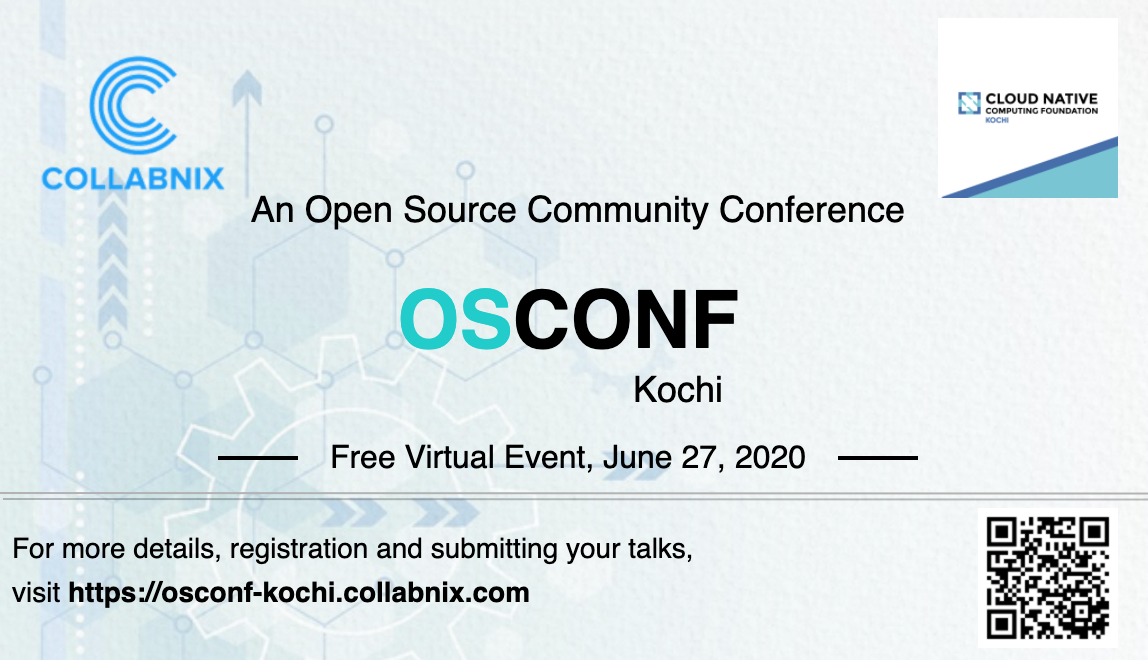 COLLABNIX
CLOUD NATIVE
COMPUTING FOUNDATION
KOCHI
An Open Source Community Conference
OSCONF
Kochi
Free Virtual Event, June 27, 2020
For more details, registration and submitting your talks,
visit https://osconf-kochi.collabnix.com